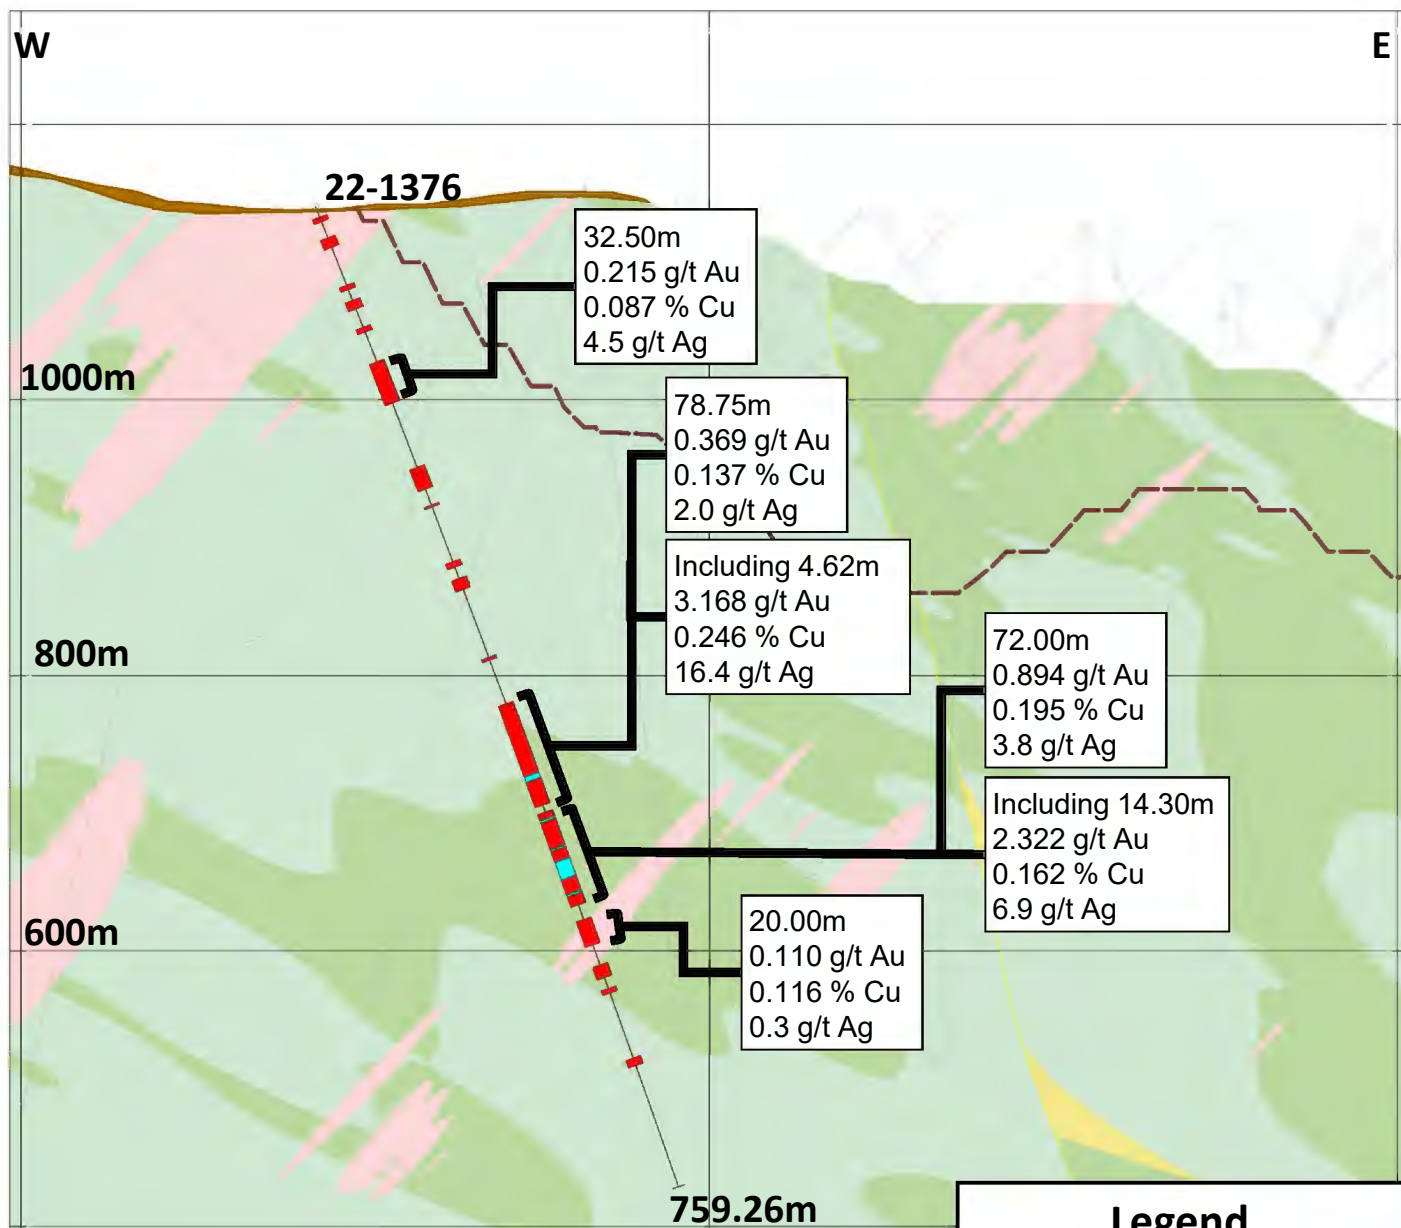 W
E
22-1376
32.50m
0.215 g/t Au
0.087 % Cu
4.5 g/t Ag
1000m
78.75m
0.369 g/t Au
0.137 % Cu
2.0 g/t Ag
Including 4.62m
3.168 g/t Au
0.246 % Cu
16.4 g/t Ag
800m
72.00m
0.894 g/t Au
0.195 % Cu
3.8 g/t Ag
Including 14.30m
2.322 g/t Au
0.162 % Cu
6.9 g/t Ag
600m
20.00m
0.110 g/t Au
0.116 % Cu
0.3 g/t Ag
759.26m
Legend